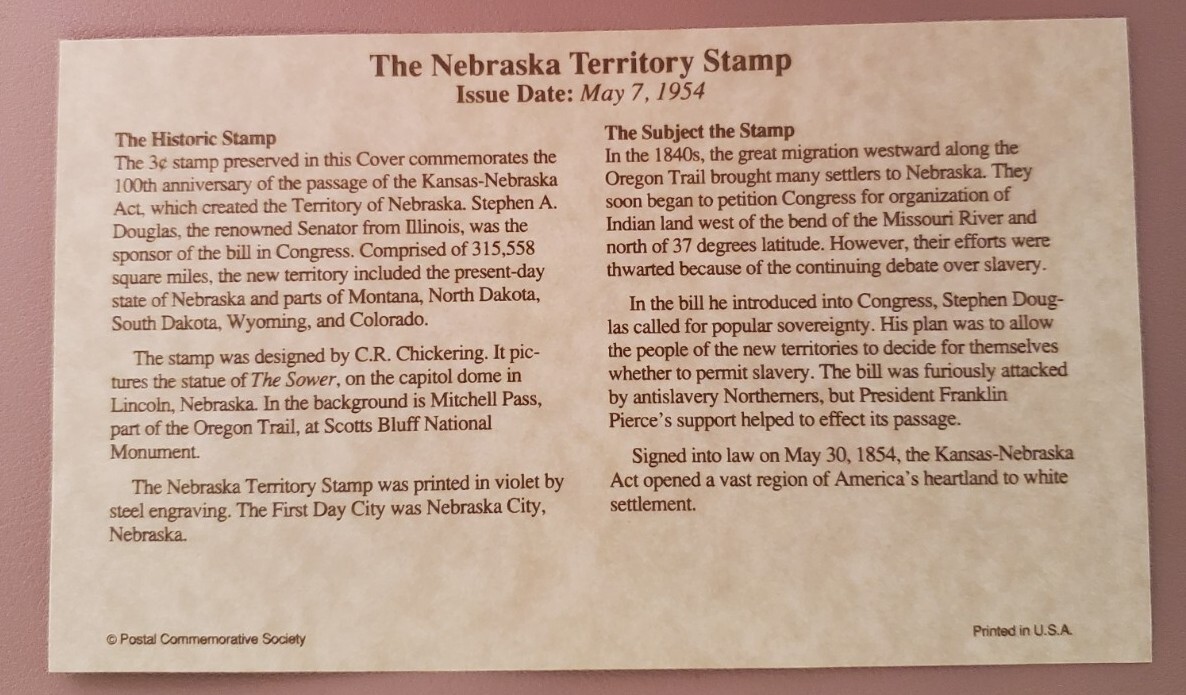 The Nebraska Territory Stamp
Issue Date: May 7, 1954
The Historic Stamp
The 3¢ stamp preserved in this Cover commemorates the
100th anniversary of the passage of the Kansas-Nebraska
Act, which created the Territory of Nebraska. Stephen A.
Douglas, the renowned Senator from Illinois, was the
sponsor of the bill in Congress. Comprised of 315,558
square miles, the new territory included the present-day
state of Nebraska and parts of Montana, North Dakota,
South Dakota, Wyoming, and Colorado.
The stamp was designed by C.R. Chickering. It pic-
tures the statue of The Sower, on the capitol dome in
Lincoln, Nebraska. In the background is Mitchell Pass,
part of the Oregon Trail, at Scotts Bluff National
Monument.
The Nebraska Territory Stamp was printed in violet by
steel engraving. The First Day City was Nebraska City,
Nebraska.
The Subject the Stamp
In the 1840s, the great migration westward along the
Oregon Trail brought many settlers to Nebraska. They
soon began to petition Congress for organization of
Indian land west of the bend of the Missouri River and
north of 37 degrees latitude. However, their efforts were
thwarted because of the continuing debate over slavery.
In the bill he introduced into Congress, Stephen Doug-
las called for popular sovereignty. His plan was to allow
the people of the new territories to decide for themselves
whether to permit slavery. The bill was furiously attacked
by antislavery Northerners, but President Franklin
Pierce's support helped to effect its passage.
Signed into law on May 30, 1854, the Kansas-Nebraska
Act opened a vast region of America's heartland to white
settlement.
© Postal Commemorative Society
Printed in U.S.A.